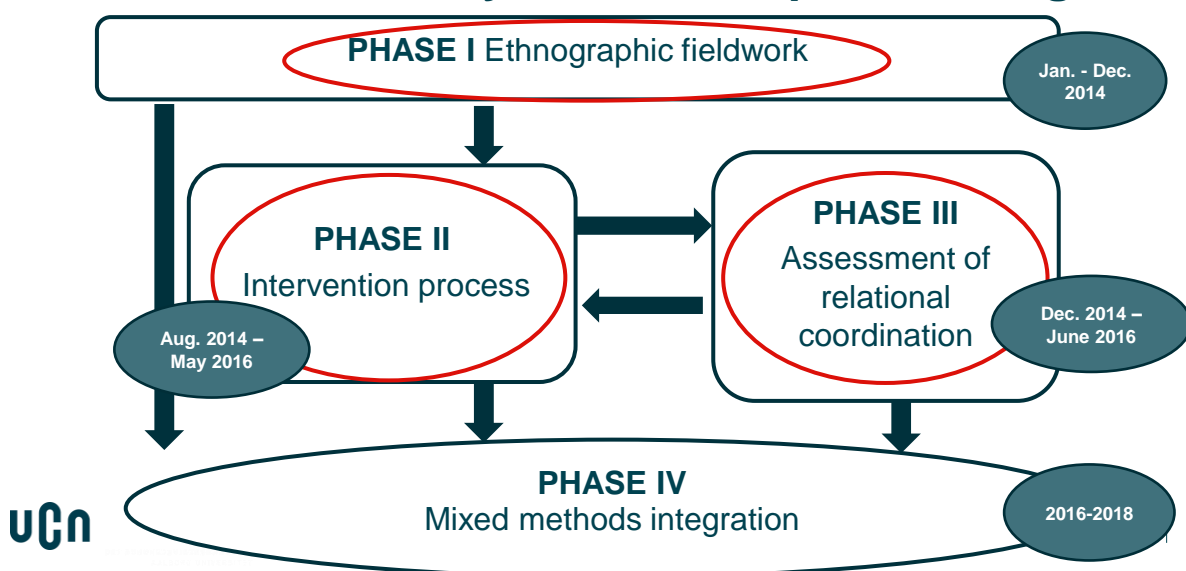 PHASE I Ethnographic fieldwork
Jan. - Dec.
2014
PHASE II
Intervention process
Aug. 2014 –
May 2016
PHASE III
Assessment of
relational
coordination
Dec. 2014 –
June 2016
PHASE IV
Mixed methods integration
2016-2018
ucn